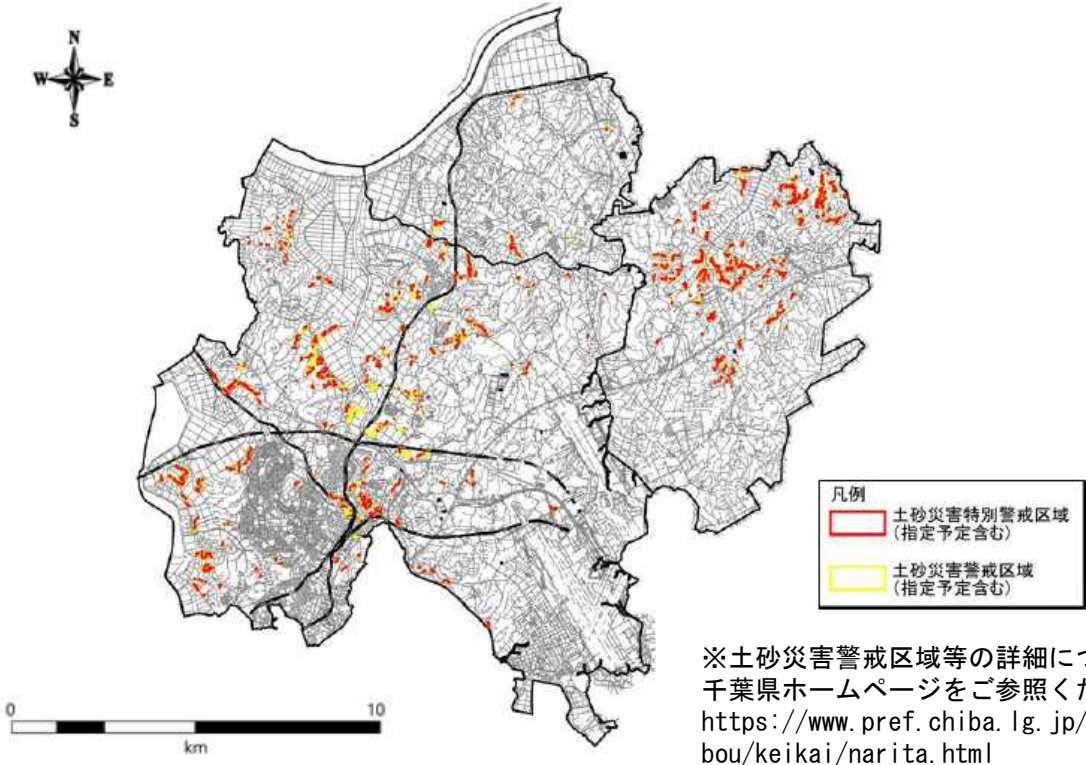 N
W E
S
凡例
土砂災害特別警戒区域
(指定予定含む)
土砂災害警戒区域
(指定予定含む)
※土砂災害警戒区域等の詳細につ
千葉県ホームページをご参照くだ
https://www.pref.chiba.lg.jp/
bou/keikai/narita.html
0 10
km